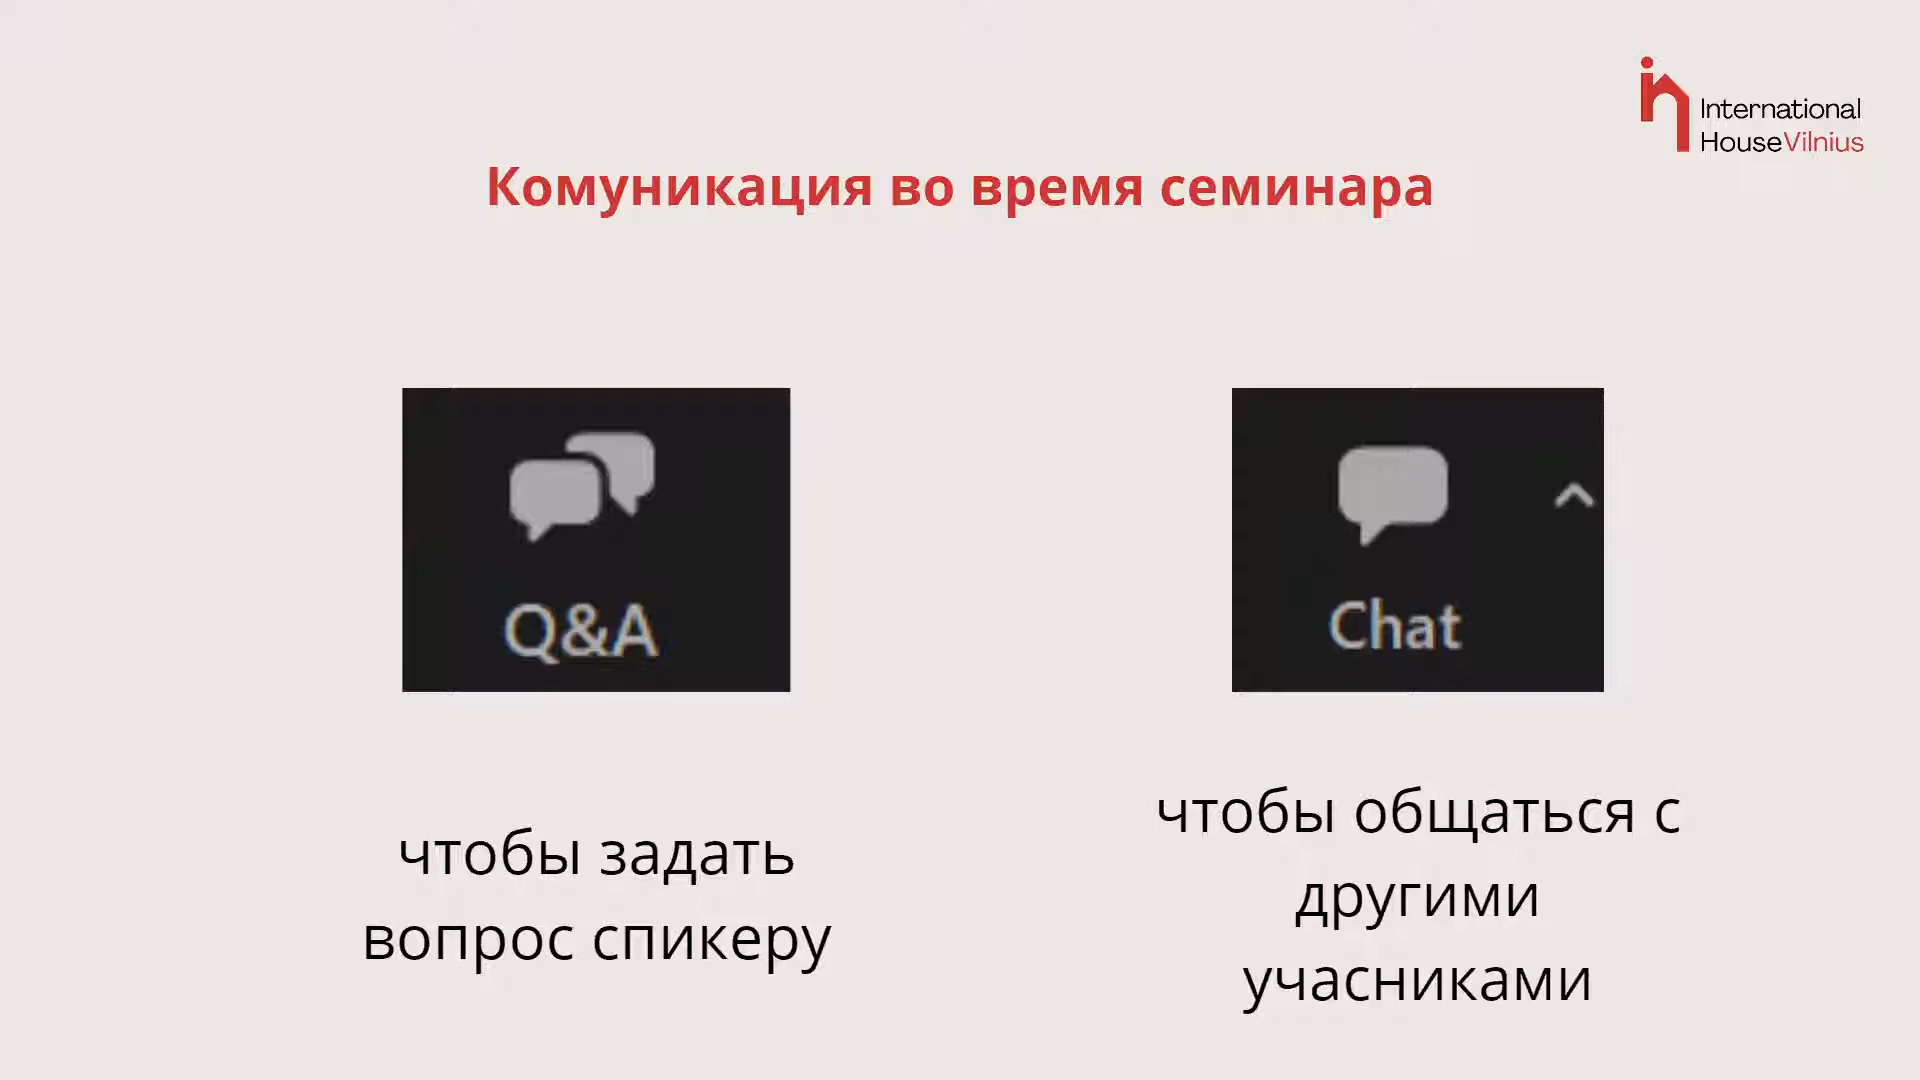 International
HouseVilnius
Комуникация во время семинара
Q&A
Chat
чтобы задать
вопрос спикеру
чтобы общаться с
другими
учасниками